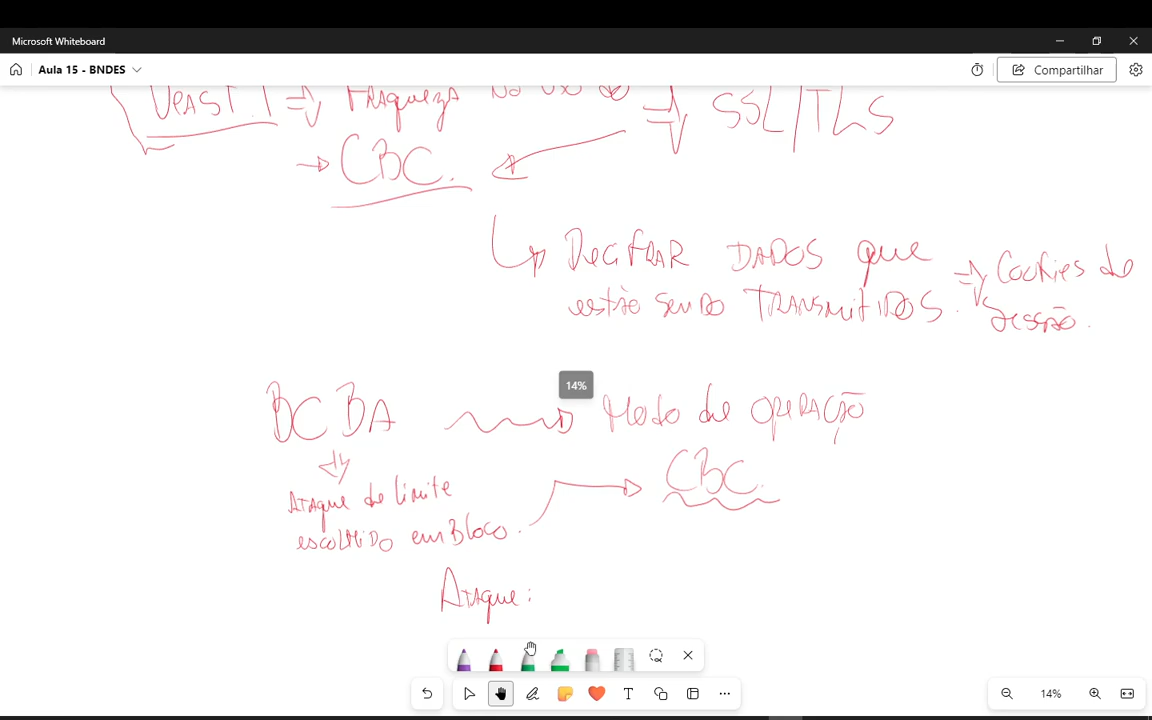 Microsoft Whiteboard
Aula 15 - BNDES
Compartilhar
Fraqueza no uso do SSL/TLS
→ CBC.
Decifrar DADOS que
estão sendo TRANSMITIDOS. Cookies de
sessão.
BCBA
Modo de OPERAÇÃO
CBC.
Ataque de limite
escolhido em Bloco.
Ataque:
14%
14%